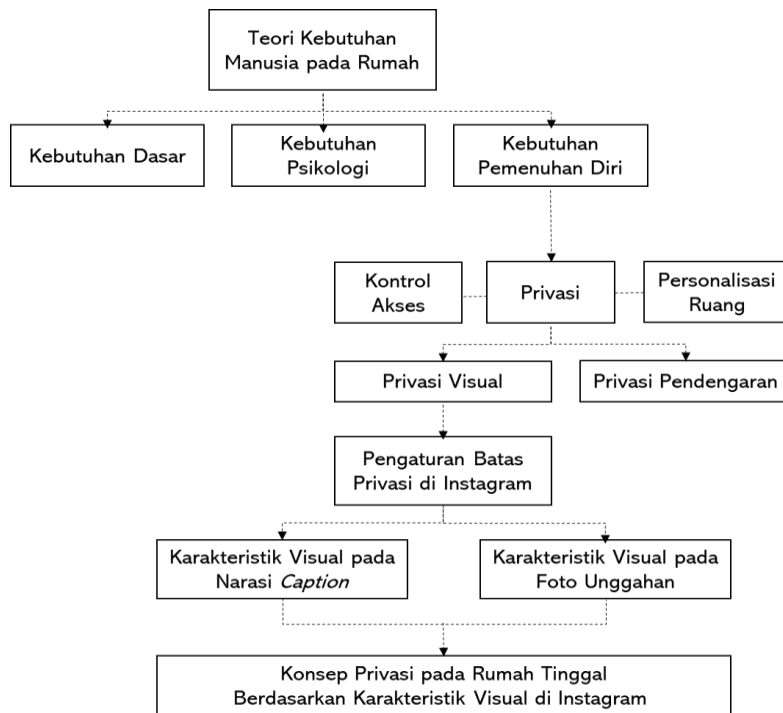 Teori Kebutuhan
Manusia pada Rumah
Kebutuhan Dasar
Kebutuhan
Psikologi
Kebutuhan
Pemenuhan Diri
Kontrol
Akses
Privasi
Personalisasi
Ruang
Privasi Visual
Privasi Pendengaran
Pengaturan Batas
Privasi di Instagram
Karakteristik Visual pada
Narasi Caption
Karakteristik Visual pada
Foto Unggahan
Konsep Privasi pada Rumah Tinggal
Berdasarkan Karakteristik Visual di Instagram